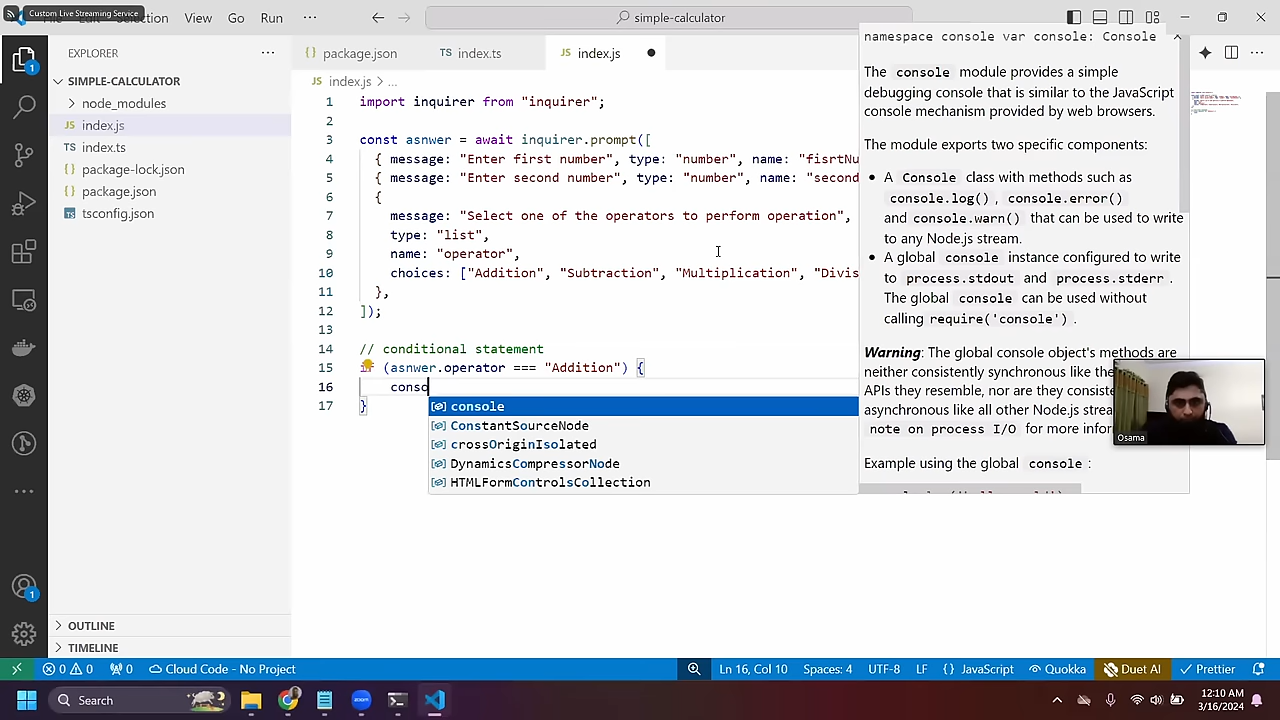 Custom Live Streaming Service
Selection View Go Run ···
simple-calculator
EXPLORER ···
SIMPLE-CALCULATOR
node_modules
JS index.js
TS index.ts
{} package-lock.json
{} package.json
tsconfig.json
OUTLINE
TIMELINE
{} package.json TS index.ts JS index.js
JS index.js > ...
1 import inquirer from "inquirer";
2
3 const asnwer = await inquirer.prompt([
4 { message: "Enter first number", type: "number", name: "fisrtNu
5 { message: "Enter second number", type: "number", name: "second
6 {
7 message: "Select one of the operators to perform operation",
8 type: "list",
9 name: "operator",
10 choices: ["Addition", "Subtraction", "Multiplication", "Divis
11 },
12 ]);
13
14 // conditional statement
15 (asnwer.operator === "Addition") {
16 conso
17 }
console
ConstantSourceNode
crossOriginIsolated
DynamicsCompressorNode
HTMLFormControlsCollection
namespace console var console: Console
The console module provides a simple
debugging console that is similar to the JavaScript
console mechanism provided by web browsers.
The module exports two specific components:
• A Console class with methods such as
console.log() , console.error()
and console.warn() that can be used to write
to any Node.js stream.
• A global console instance configured to write
to process.stdout and process.stderr .
The global console can be used without
calling require('console') .
Warning: The global console object's methods are
neither consistently synchronous like the
APIs they resemble, nor are they consiste
asynchronous like all other Node.js strea
note on process I/O for more infor
Example using the global console :
Osama
1
1
0 0 0 Cloud Code - No Project Ln 16, Col 10 Spaces: 4 UTF-8 LF {} JavaScript Quokka Duet AI Prettier
Search
zoom
12:10 AM
3/16/2024